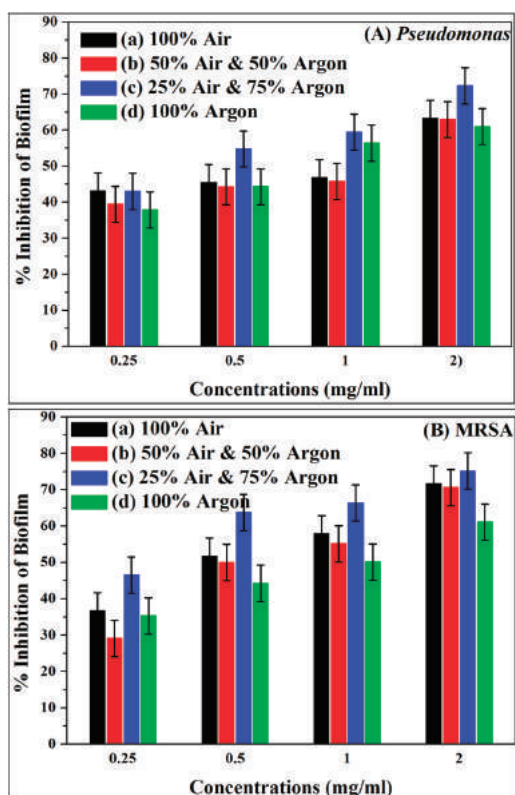 (A) Pseudomonas
(a) 100% Air
(b) 50% Air & 50% Argon
(c) 25% Air & 75% Argon
(d) 100% Argon
% Inhibition of Biofilm
90
80
70
60
50
40
30
20
10
0
0.25 0.5 1 2)
Concentrations (mg/ml)
(B) MRSA
(a) 100% Air
(b) 50% Air & 50% Argon
(c) 25% Air & 75% Argon
(d) 100% Argon
% Inhibition of Biofilm
90
80
70
60
50
40
30
20
10
0
0.25 0.5 1 2
Concentrations (mg/ml)